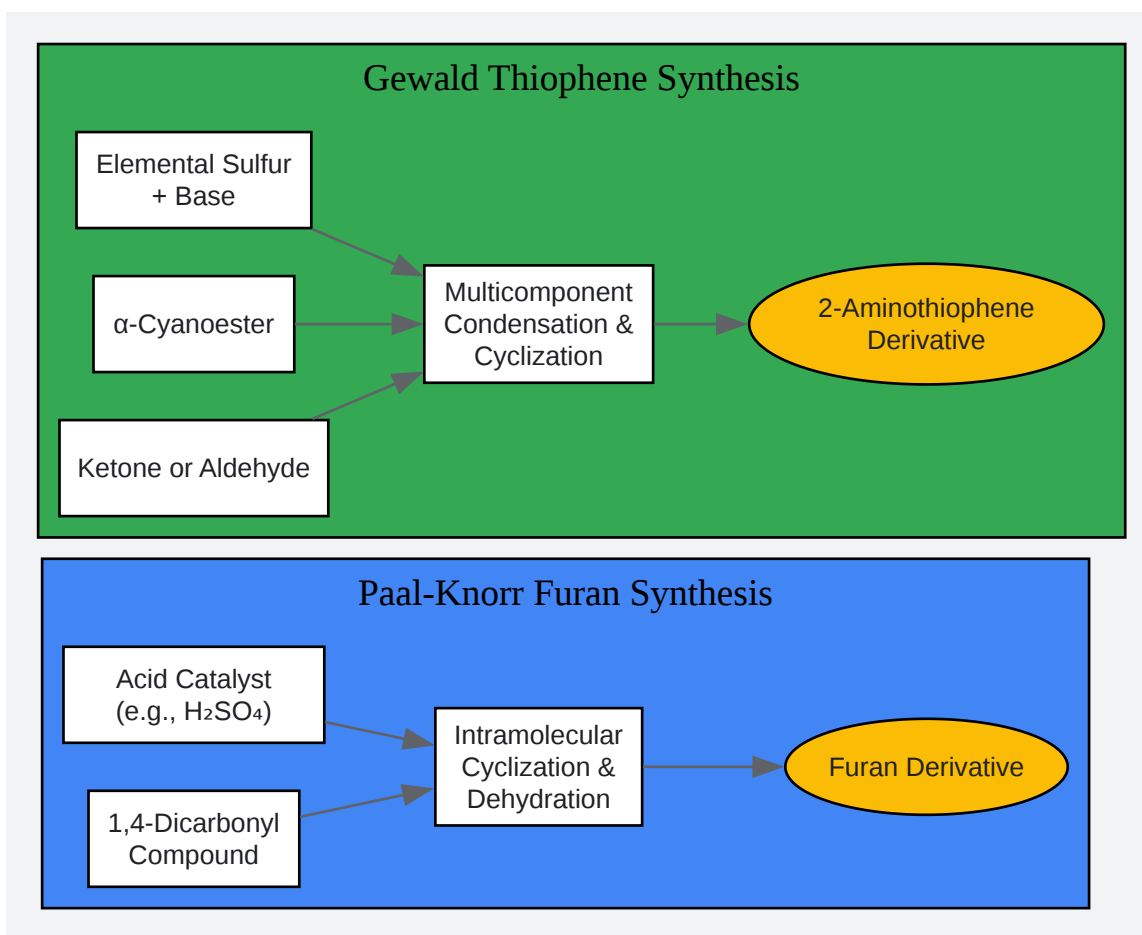 Gewald Thiophene Synthesis
Elemental Sulfur
+ Base
α-Cyanoester
Ketone or Aldehyde
Multicomponent
Condensation &
Cyclization
2-Aminothiophene
Derivative
Paal-Knorr Furan Synthesis
Acid Catalyst
(e.g., H₂SO₄)
1,4-Dicarbonyl
Compound
Intramolecular
Cyclization &
Dehydration
Furan Derivative